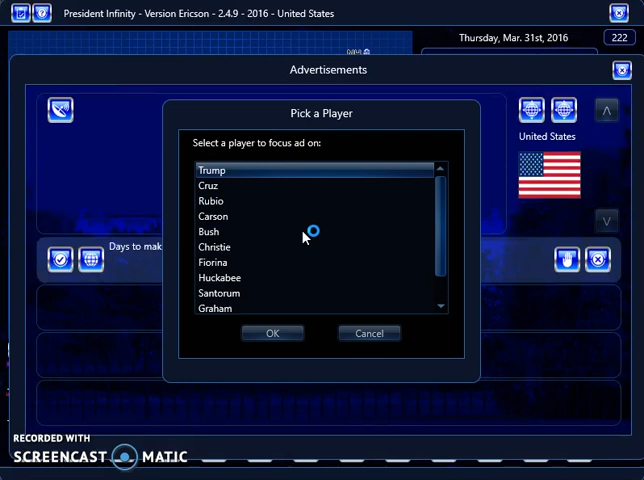 President Infinity - Version Ericson - 2.4.9 - 2016 - United States
Thursday, Mar. 31st, 2016
222
Advertisements
Pick a Player
United States
Select a player to focus ad on:
Trump
Cruz
Rubio
Carson
Bush
Christie
Fiorina
Huckabee
Santorum
Graham
Days to mak
OK
Cancel
RECORDED WITH
SCREENCAST MATIC